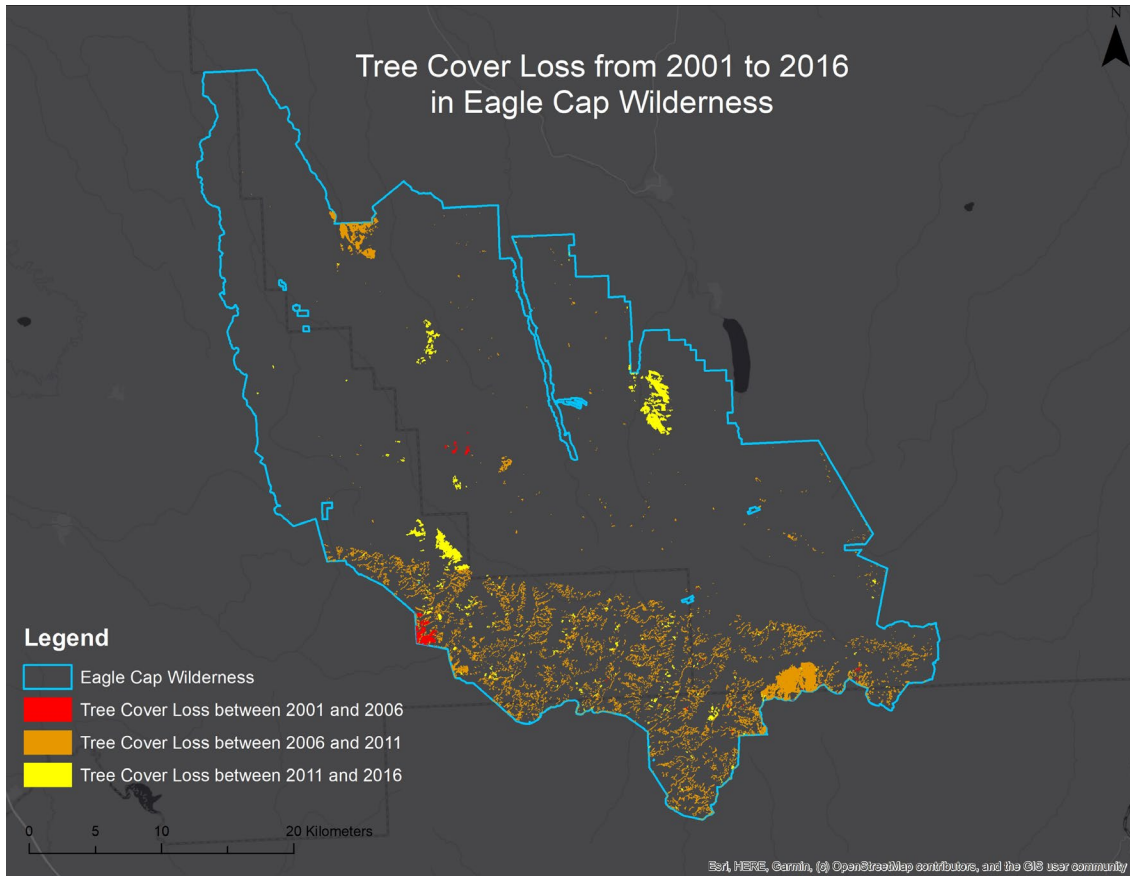 N
Tree Cover Loss from 2001 to 2016
in Eagle Cap Wilderness
Legend
Eagle Cap Wilderness
Tree Cover Loss between 2001 and 2006
Tree Cover Loss between 2006 and 2011
Tree Cover Loss between 2011 and 2016
0 5 10 20 Kilometers
Esri, HERE, Garmin, (c) OpenStreetMap contributors, and the GIS user community